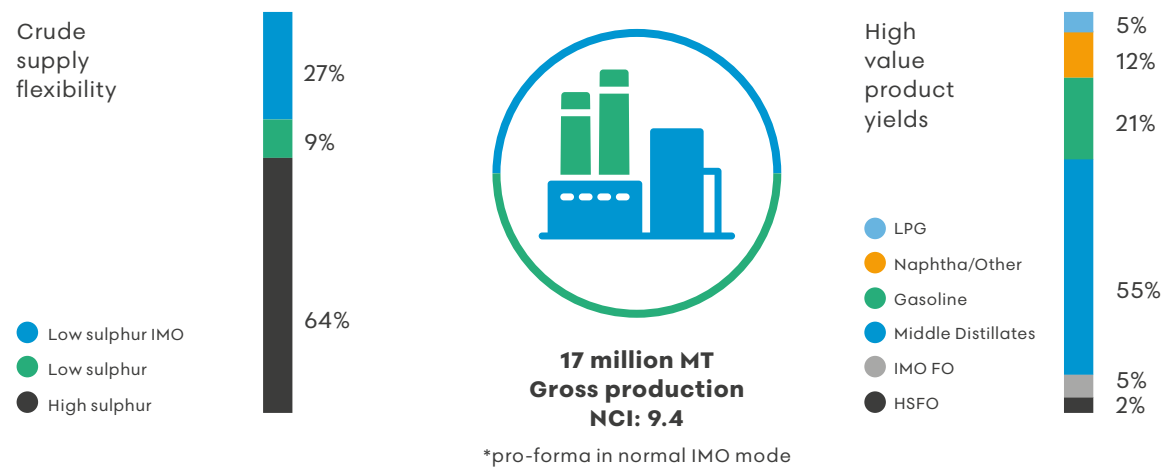 Crude
supply
flexibility
27%
9%
64%
Low sulphur IMO
Low sulphur
High sulphur
17 million MT
Gross production
NCI: 9.4
*pro-forma in normal IMO mode
High
value
product
yields
5%
12%
21%
55%
5%
2%
LPG
Naphtha/Other
Gasoline
Middle Distillates
IMO FO
HSFO